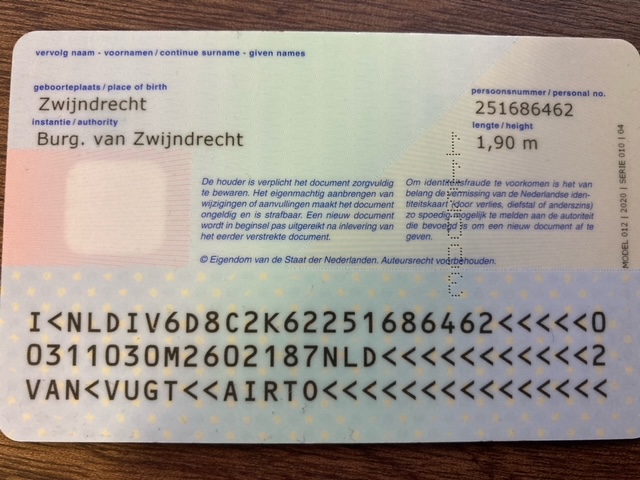 vervolg naam - voornamen / continue surname - given names
geboorteplaats / place of birth
Zwijndrecht
persoonsnummer / personal no.
251686462
instantie / authority
Burg. van Zwijndrecht
lengte / height
1,90 m
De houder is verplicht het document zorgvuldig
te bewaren. Het eigenmachtig aanbrengen van
wijzigingen of aanvullingen maakt het document
ongeldig en is strafbaar. Een nieuw document
wordt in beginsel pas uitgereikt na inlevering van
het eerder verstrekte document.
Om identiteitsfraude te voorkomen is het van
belang de vermissing van de Nederlandse iden-
titeitskaart (door verlies, diefstal of anderszins)
zo spoedig mogelijk te melden aan de autoriteit
die bevoegd is om een nieuw document af te
geven.
© Eigendom van de Staat der Nederlanden. Auteursrecht voorbehouden.
MODEL 012 | 2020 | SERIE 010 | 04
I<NLDIV6D8C2K6225168646​2<<<<<0
0311030M2602187NLD<<<<<<<<<<<2
VAN<VUGT<<AIRTO<<<<<<<<<<<<<<<